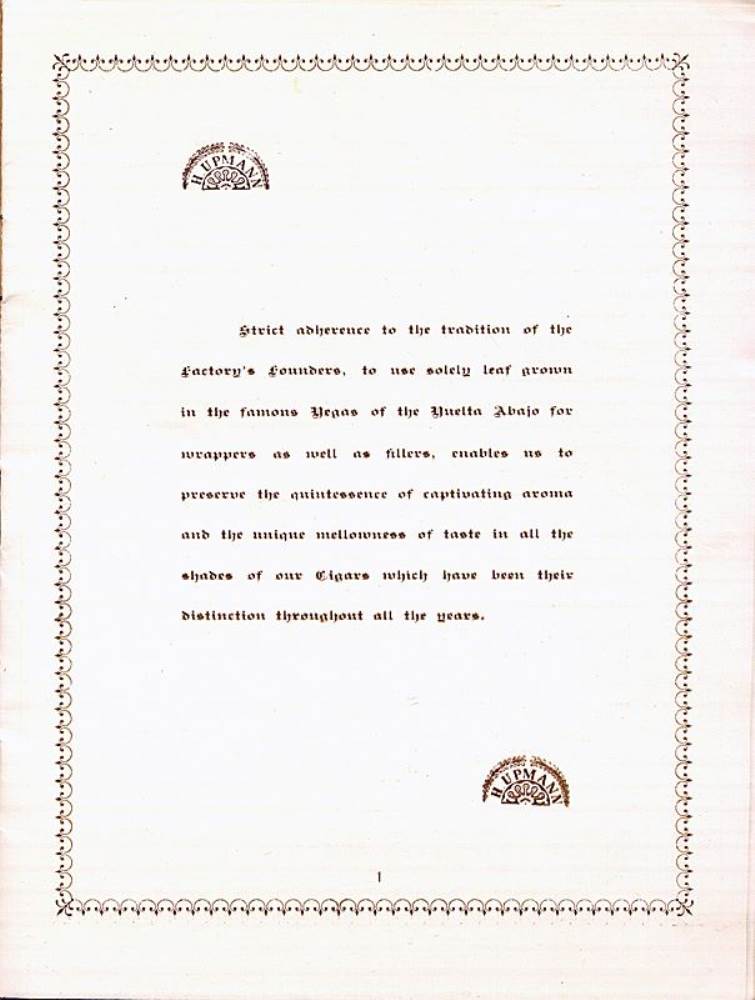 H UPMANN
Strict adherence to the tradition of the
Factory's Founders, to use solely leaf grown
in the famous Vegas of the Vuelta Abajo for
wrappers as well as fillers, enables us to
preserve the quintessence of captivating aroma
and the unique mellowness of taste in all the
shades of our Cigars which have been their
distinction throughout all the years.
H UPMANN
1